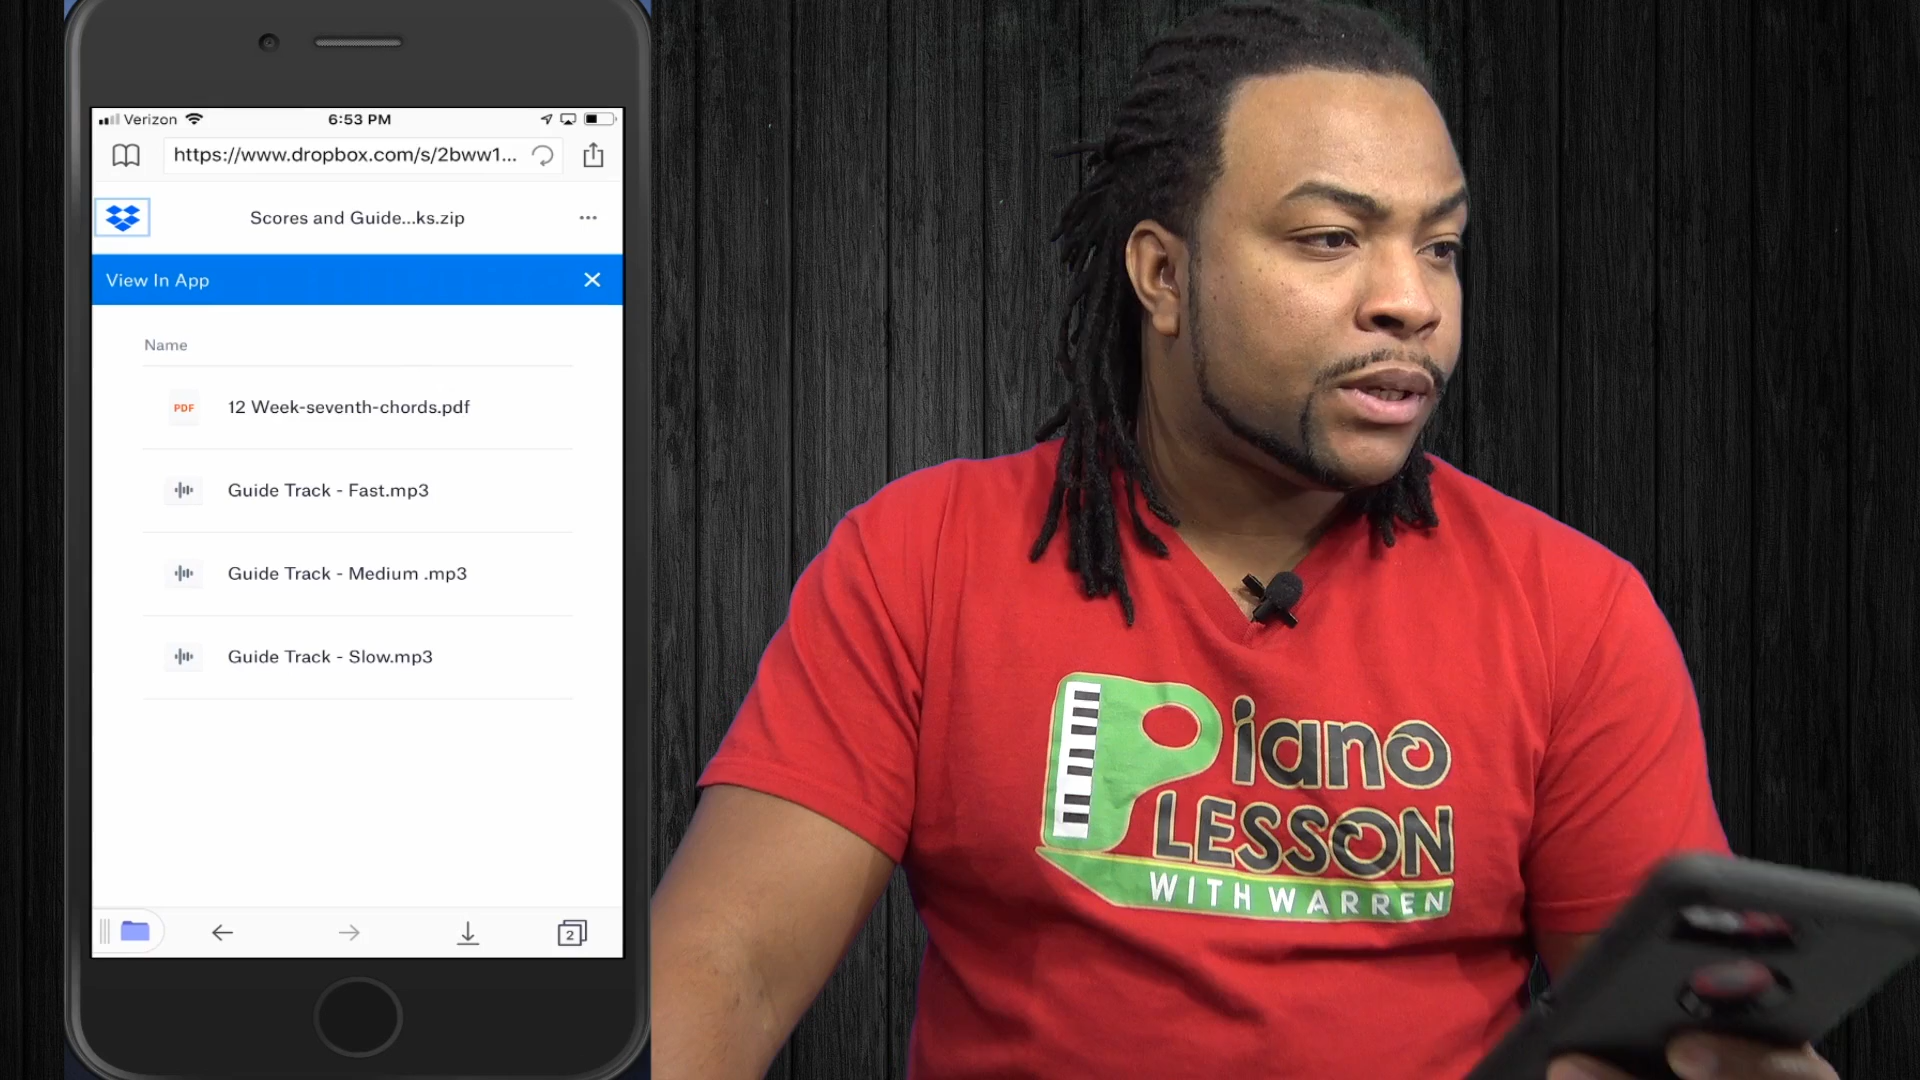 Verizon
6:53 PM
https://www.dropbox.com/s/2bww1...
Scores and Guide...ks.zip
...
View In App
Name
PDF
12 Week-seventh-chords.pdf
Guide Track - Fast.mp3
Guide Track - Medium .mp3
Guide Track - Slow.mp3
2
Piano
LESSON
WITH WARREN